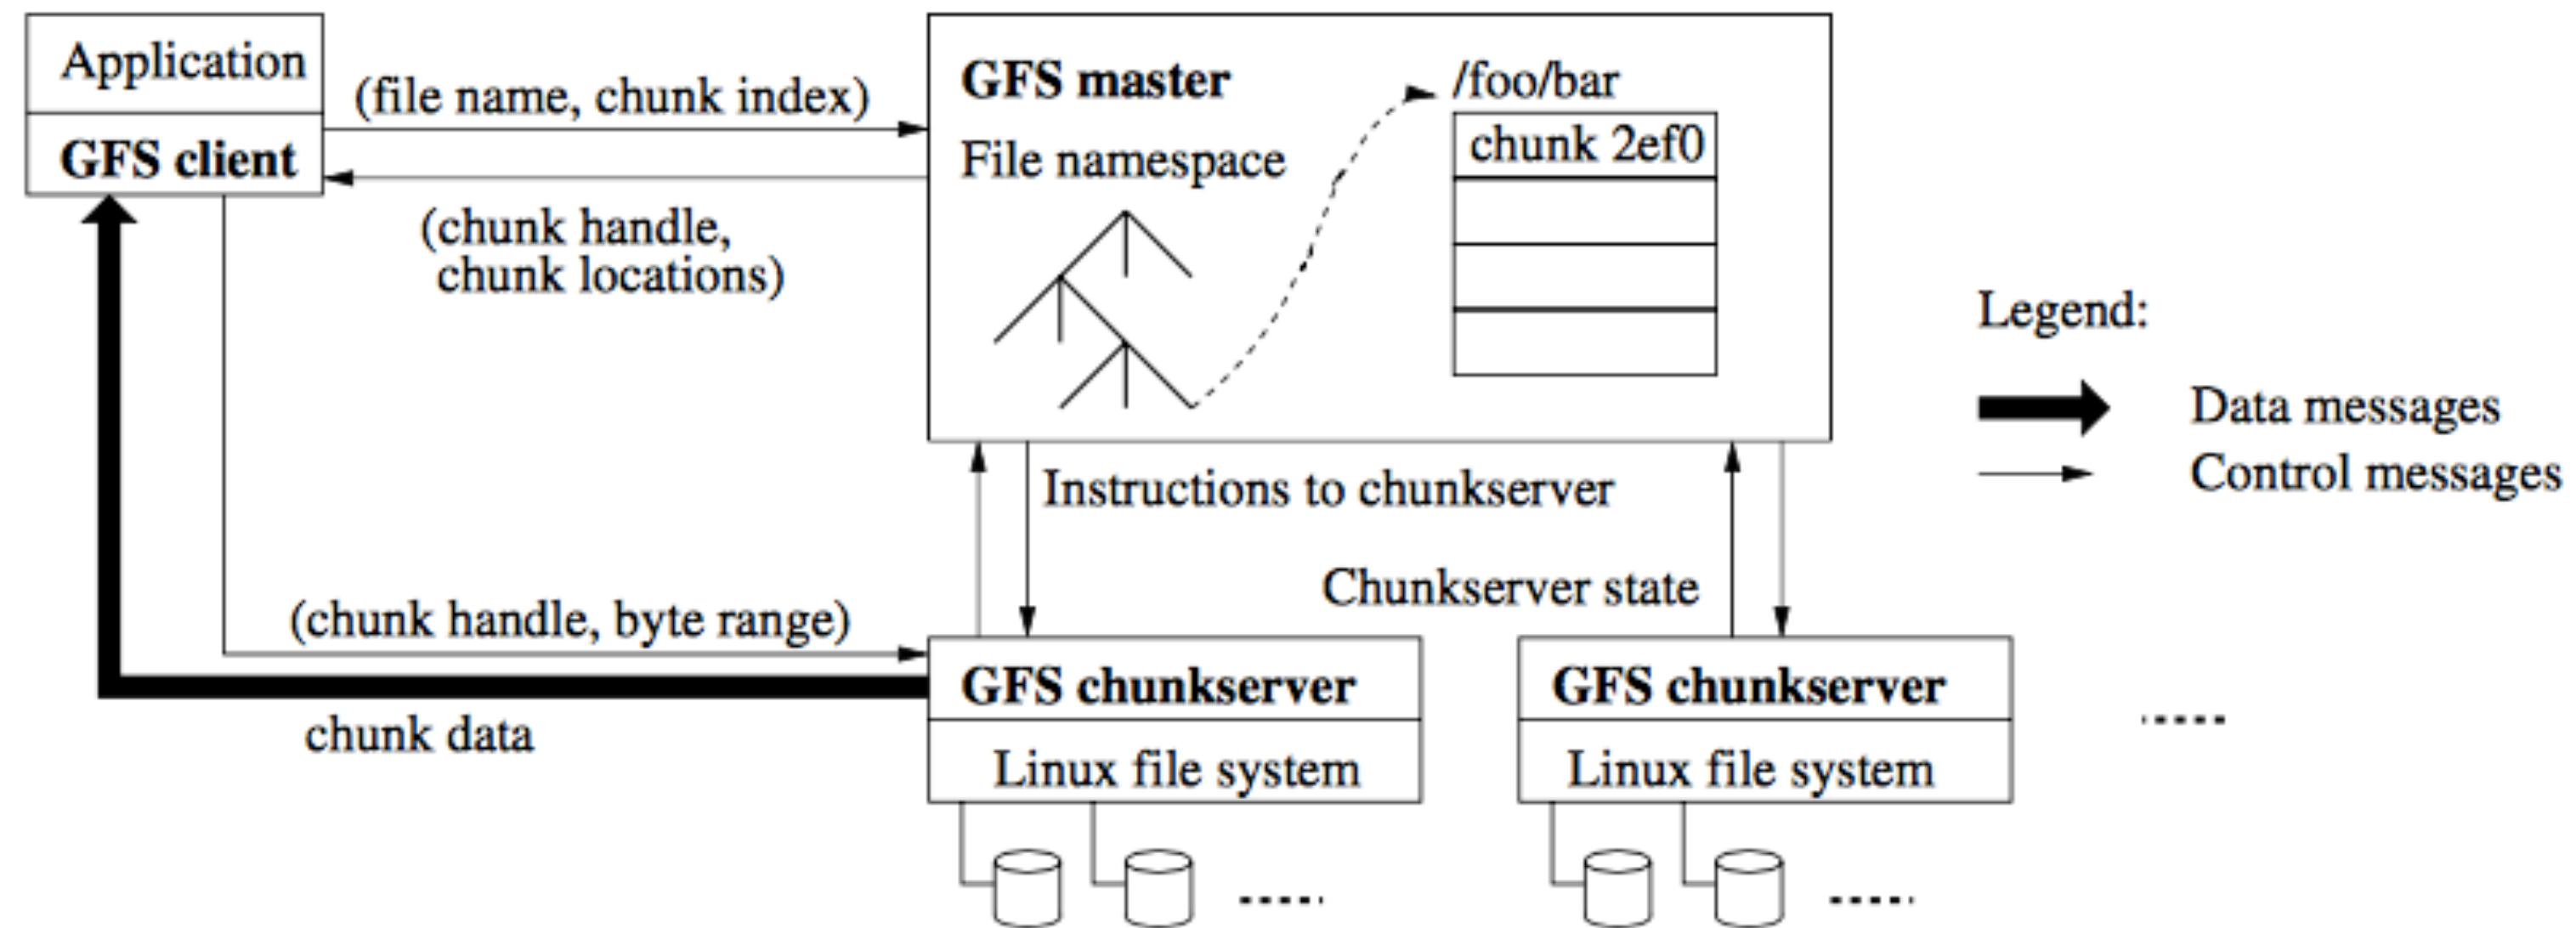 Application
GFS client
(file name, chunk index)
(chunk handle,
chunk locations)
GFS master
File namespace
/foo/bar
chunk 2ef0
Legend:
Data messages
Control messages
Instructions to chunkserver
Chunkserver state
(chunk handle, byte range)
chunk data
GFS chunkserver
Linux file system
GFS chunkserver
Linux file system